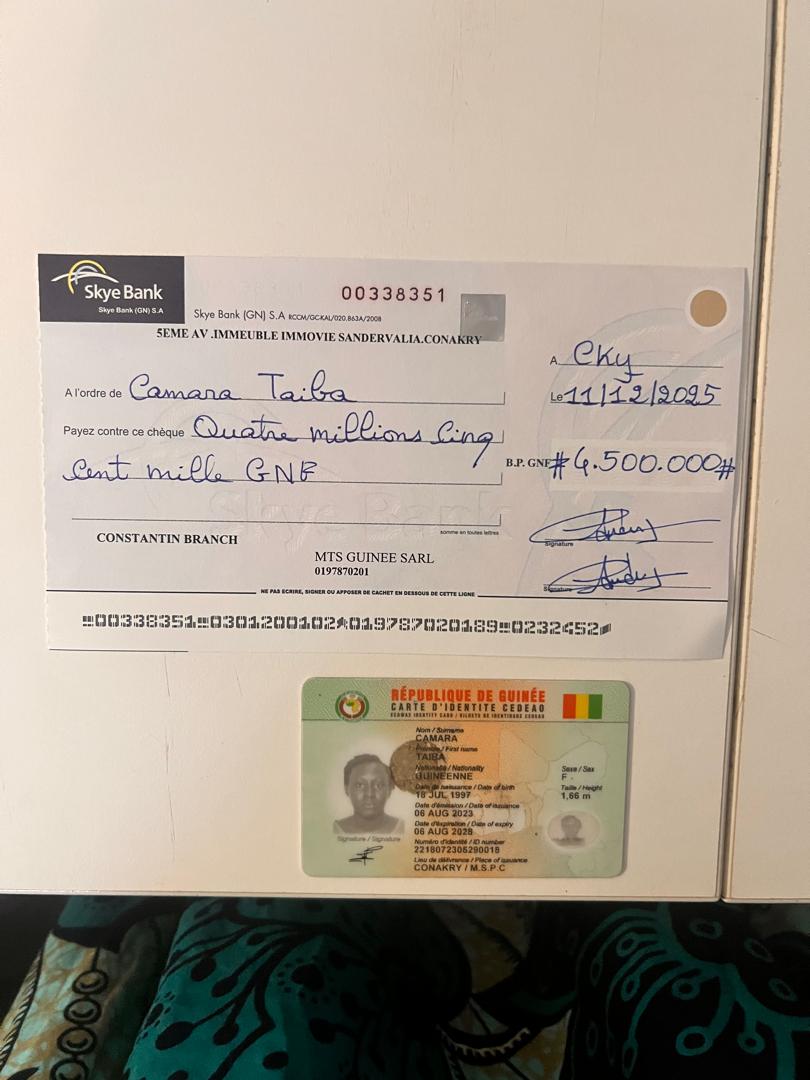 Skye Bank
Skye Bank (GN) S.A
00338351
Skye Bank (GN) S.A RCCM/GCKAL/020.863A/2008
5EME AV .IMMEUBLE IMMOVIE SANDERVALIA.CONAKRY
A Cky
Le 11/12/2025
A l'ordre de Camara Taiba
Payez contre ce chèque Quatre millions Cinq
Cent mille GNF
B.P. GNF #4.500.000#
somme en toutes lettres
CONSTANTIN BRANCH
Signature
MTS GUINEE SARL
0197870201
Signature
NE PAS ECRIRE, SIGNER OU APPOSER DE CACHET EN DESSOUS DE CETTE LIGNE
⑈00338351⑈0301200102⑆019787020189⑈0232452⑇
RÉPUBLIQUE DE GUINÉE
CARTE D'IDENTITE CEDEAO
ECOWAS IDENTITY CARD / BILHETE DE IDENTIDADE CEDEAO
Nom / Surname
CAMARA
Prénoms / First name
TAIBA
Nationalité / Nationality
GUINEENNE
Sexe / Sex
F
Date de naissance / Date of birth
18 JUL 1997
Taille / Height
1,66 m
Date d'émission / Date of issuance
06 AUG 2023
Date d'expiration / Date of expiry
06 AUG 2028
Numéro d'identité / ID number
2218072305290018
Signature / Signature
Lieu de délivrance / Place of issuance
CONAKRY / M.S.P.C